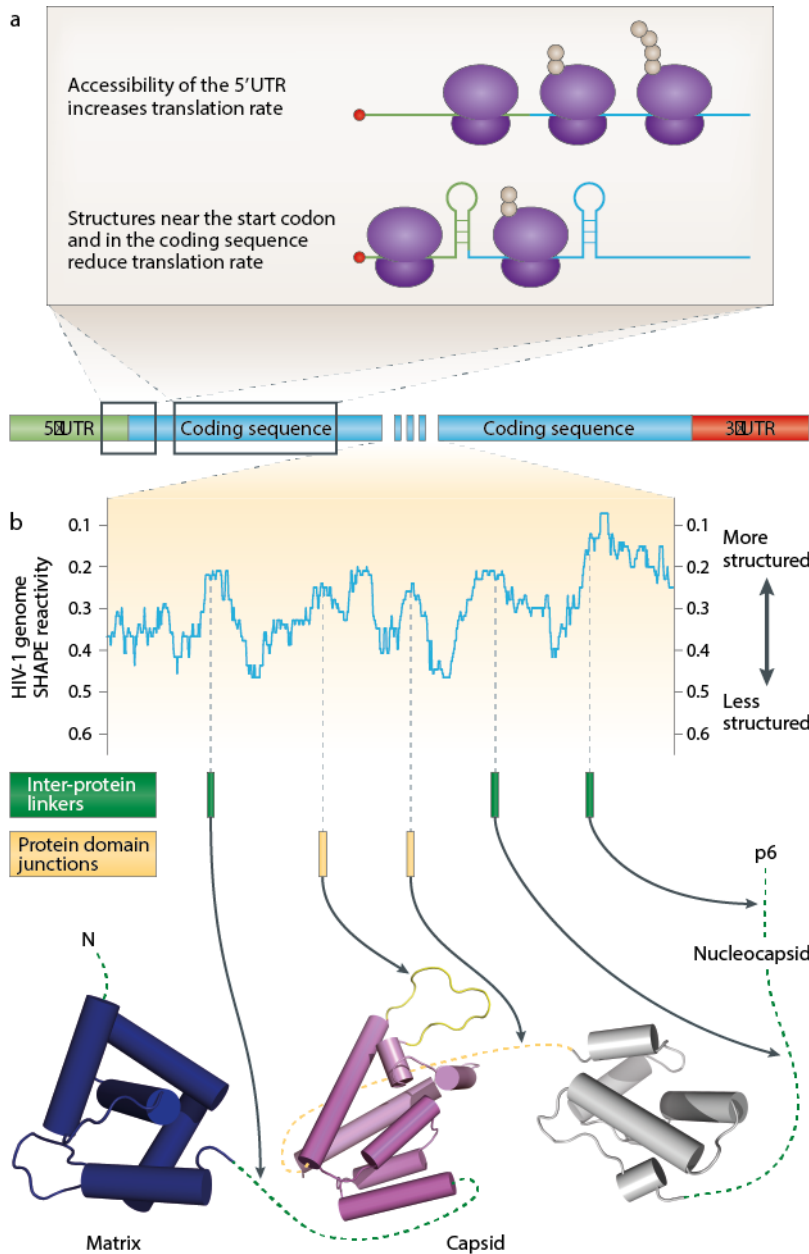 a
Accessibility of the 5'UTR
increases translation rate
Structures near the start codon
and in the coding sequence
reduce translation rate
5UTR
Coding sequence
Coding sequence
3UTR
b
HIV-1 genome
SHAPE reactivity
0.1
0.2
0.3
0.4
0.5
0.6
0.1
0.2
0.3
0.4
0.5
0.6
More
structured
Less
structured
Inter-protein
linkers
Protein domain
junctions
p6
N
Nucleocapsid
Matrix
Capsid